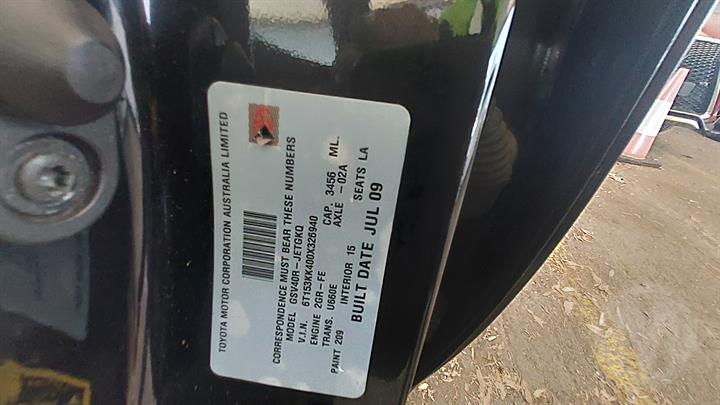 TOYOTA MOTOR CORPORATION AUSTRALIA LIMITED
CORRESPONDENCE MUST BEAR THESE NUMBERS
MODEL GSV40R-JETGKQ
V.I.N. 6T153KK400X326940
ENGINE 2GR-FE CAP. 3456 ML.
TRANS. U660E AXLE -02A
PAINT 209 INTERIOR 15 SEATS LA
BUILT DATE JUL 09